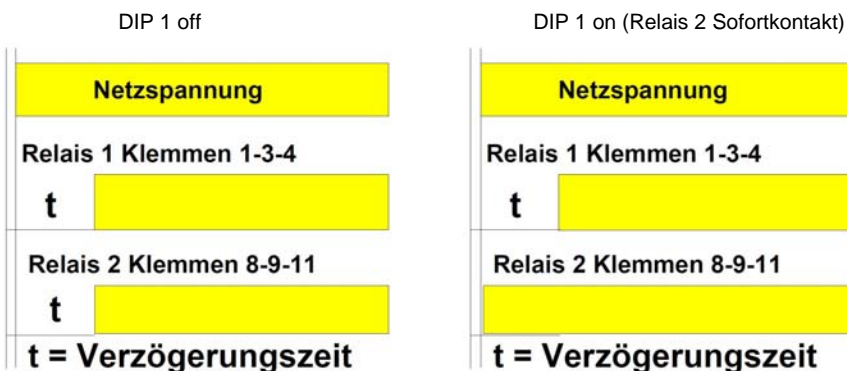 DIP 1 off
Netzspannung
Relais 1 Klemmen 1-3-4
t
Relais 2 Klemmen 8-9-11
t
t = Verzögerungszeit
DIP 1 on (Relais 2 Sofortkontakt)
Netzspannung
Relais 1 Klemmen 1-3-4
t
Relais 2 Klemmen 8-9-11
t = Verzögerungszeit